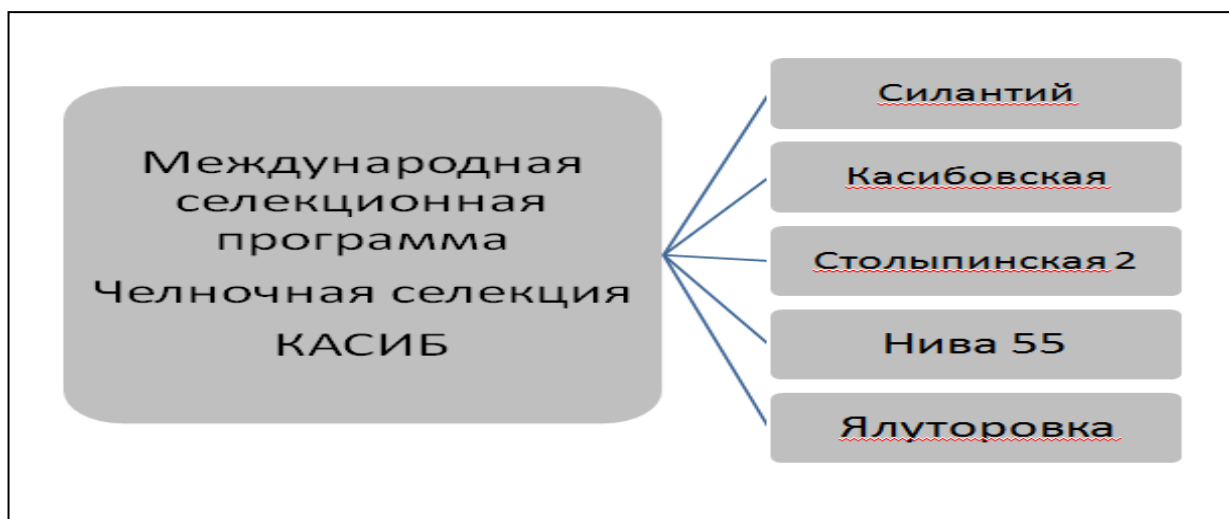 Международная
селекционная
программа
Челночная селекция
КАСИБ
Силантий
Касибовская
Столыпинская 2
Нива 55
Ялуторовка